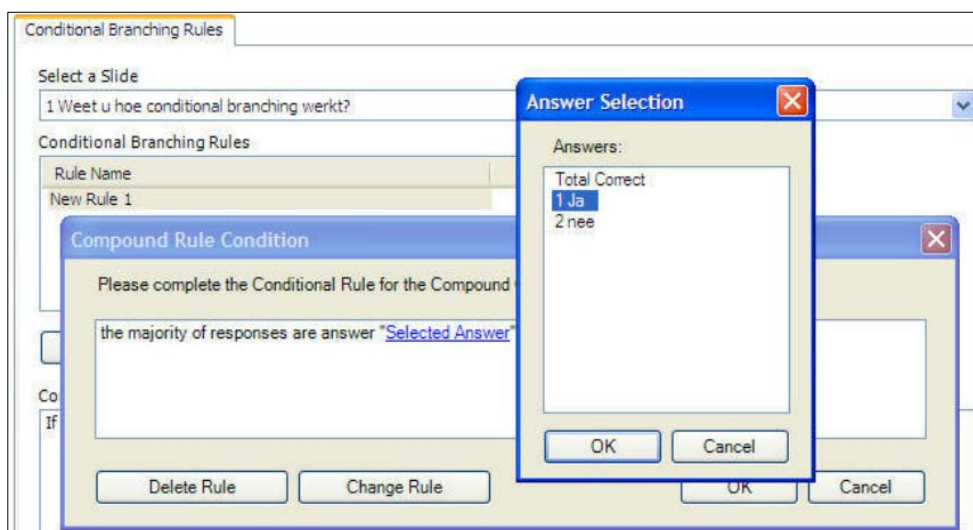 Conditional Branching Rules
Select a Slide
1 Weet u hoe conditional branching werkt?
Conditional Branching Rules
Rule Name
New Rule 1
Compound Rule Condition
Please complete the Conditional Rule for the Compound
the majority of responses are answer "Selected Answer"
If
Delete Rule
Change Rule
OK
Cancel
Answer Selection
Answers:
Total Correct
1 Ja
2 nee
OK
Cancel